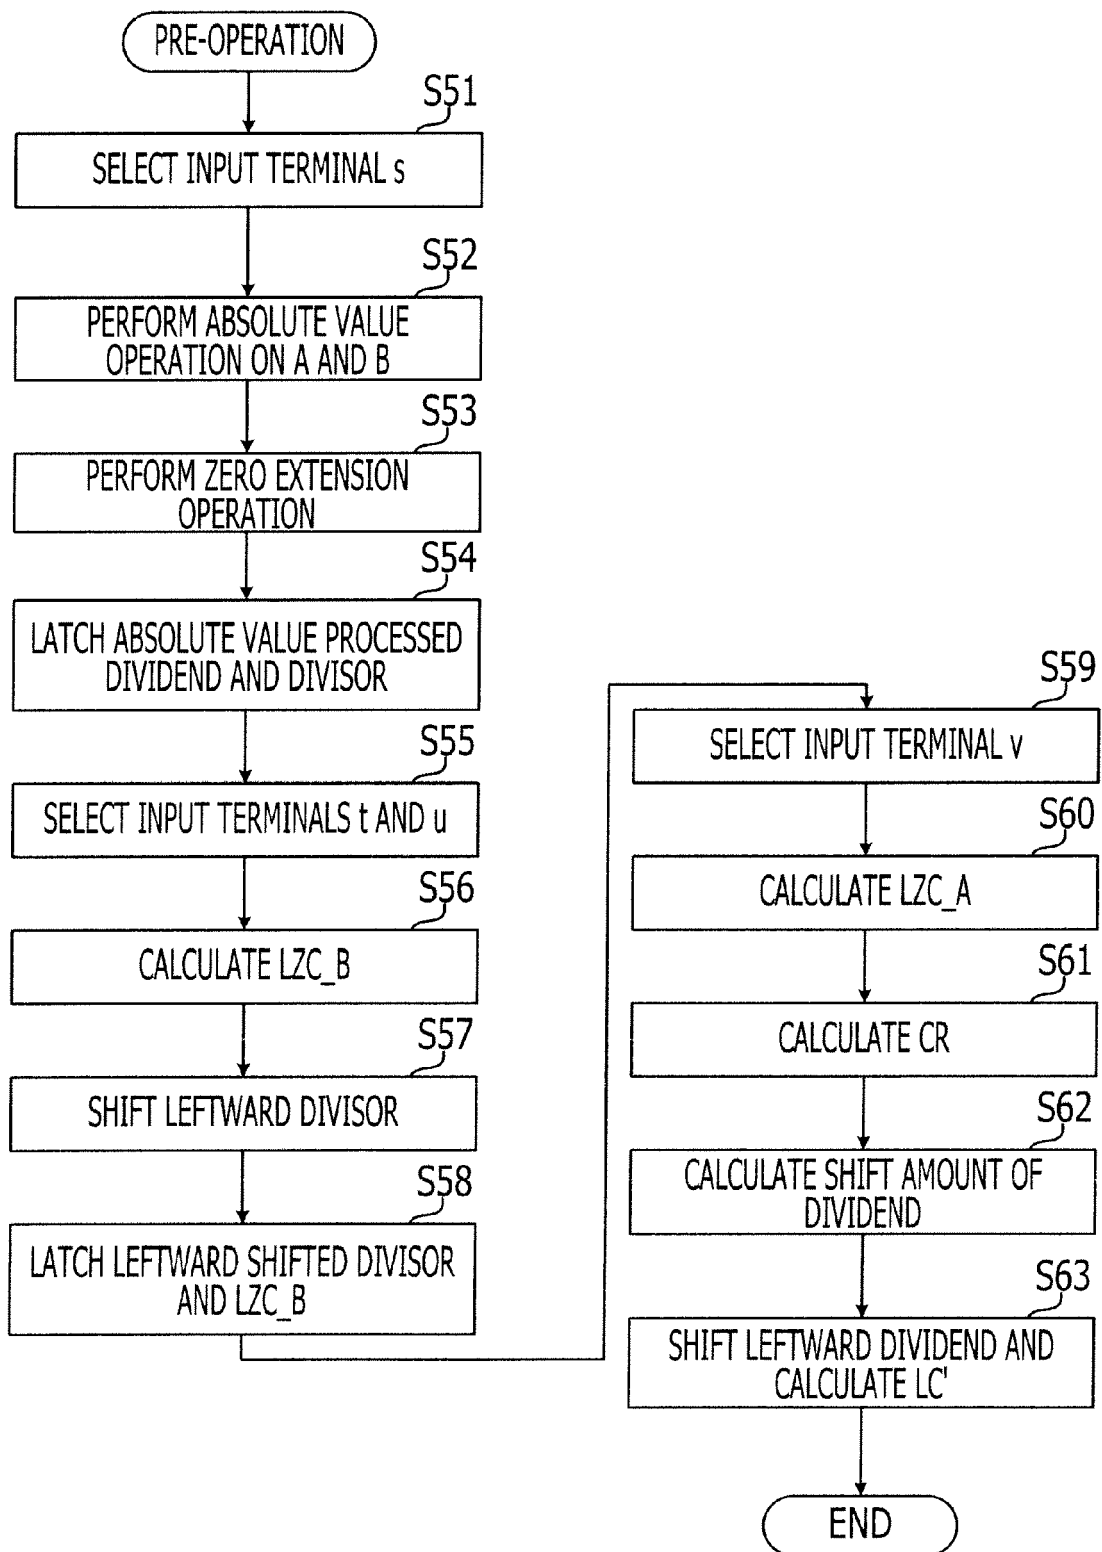 PRE-OPERATION
S51
SELECT INPUT TERMINAL s
S52
PERFORM ABSOLUTE VALUE
OPERATION ON A AND B
S53
PERFORM ZERO EXTENSION
OPERATION
S54
LATCH ABSOLUTE VALUE PROCESSED
DIVIDEND AND DIVISOR
S55
SELECT INPUT TERMINALS t AND u
S56
CALCULATE LZC_B
S57
SHIFT LEFTWARD DIVISOR
S58
LATCH LEFTWARD SHIFTED DIVISOR
AND LZC_B
S59
SELECT INPUT TERMINAL v
S60
CALCULATE LZC_A
S61
CALCULATE CR
S62
CALCULATE SHIFT AMOUNT OF
DIVIDEND
S63
SHIFT LEFTWARD DIVIDEND AND
CALCULATE LC'
END